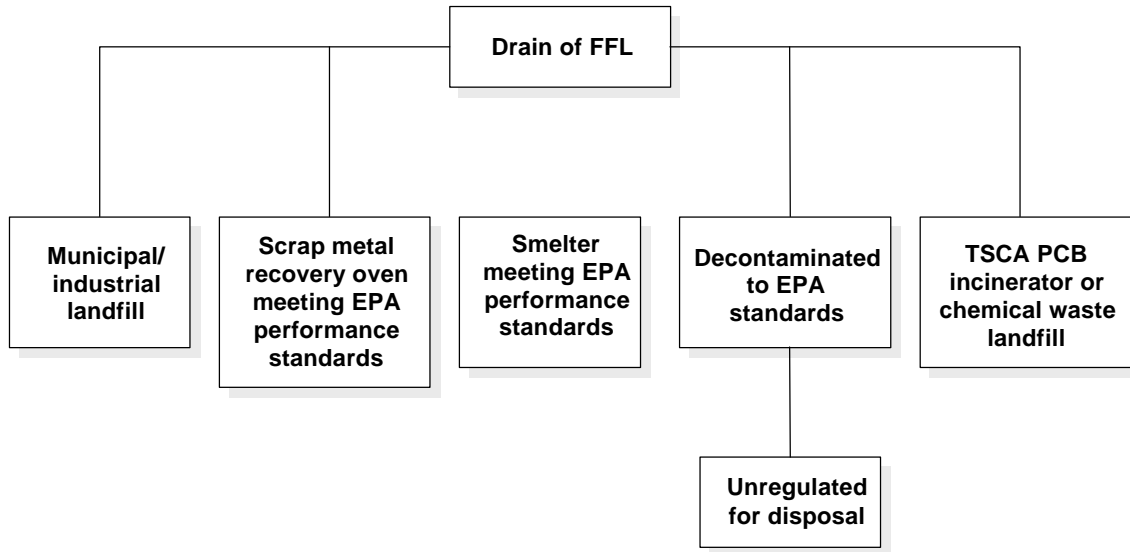 Drain of FFL
Municipal/
industrial
landfill
Scrap metal
recovery oven
meeting EPA
performance
standards
Smelter
meeting EPA
performance
standards
Decontaminated
to EPA
standards
TSCA PCB
incinerator or
chemical waste
landfill
Unregulated
for disposal